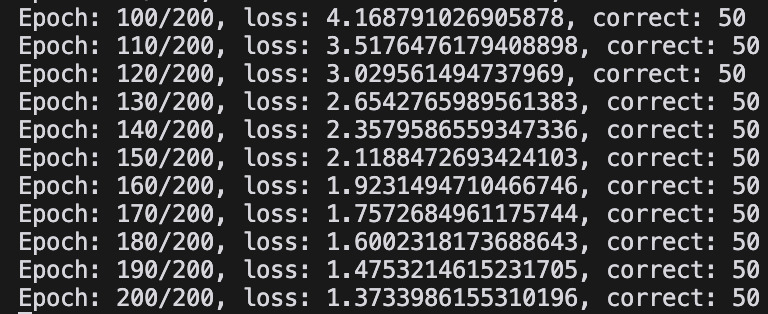 Epoch: 100/200, loss: 4.168791026905878, correct: 50
Epoch: 110/200, loss: 3.5176476179408898, correct: 50
Epoch: 120/200, loss: 3.029561494737969, correct: 50
Epoch: 130/200, loss: 2.6542765989561383, correct: 50
Epoch: 140/200, loss: 2.3579586559347336, correct: 50
Epoch: 150/200, loss: 2.1188472693424103, correct: 50
Epoch: 160/200, loss: 1.9231494710466746, correct: 50
Epoch: 170/200, loss: 1.7572684961175744, correct: 50
Epoch: 180/200, loss: 1.6002318173688643, correct: 50
Epoch: 190/200, loss: 1.4753214615231705, correct: 50
Epoch: 200/200, loss: 1.3733986155310196, correct: 50